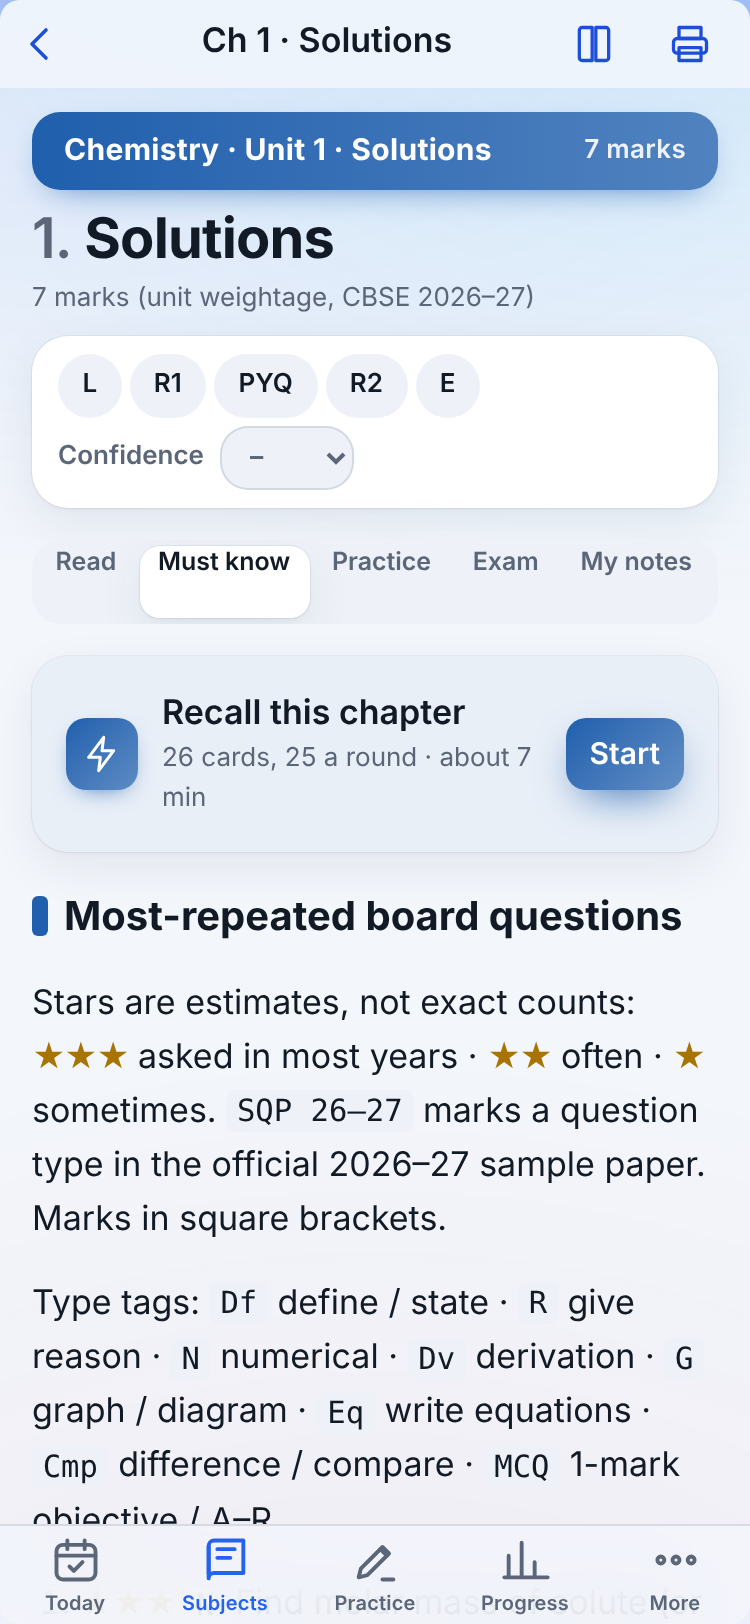 Ch 1 · Solutions
Chemistry · Unit 1 · Solutions 7 marks
1. Solutions
7 marks (unit weightage, CBSE 2026–27)
L R1 PYQ R2 E
Confidence –
Read Must know Practice Exam My notes
Recall this chapter
26 cards, 25 a round · about 7
min
Start
Most-repeated board questions
Stars are estimates, not exact counts:
★★★ asked in most years · ★★ often · ★
sometimes. SQP 26–27 marks a question
type in the official 2026–27 sample paper.
Marks in square brackets.
Type tags: Df define / state · R give
reason · N numerical · Dv derivation · G
graph / diagram · Eq write equations ·
Cmp difference / compare · MCQ 1-mark
objective / A–R
Today Subjects Practice Progress More